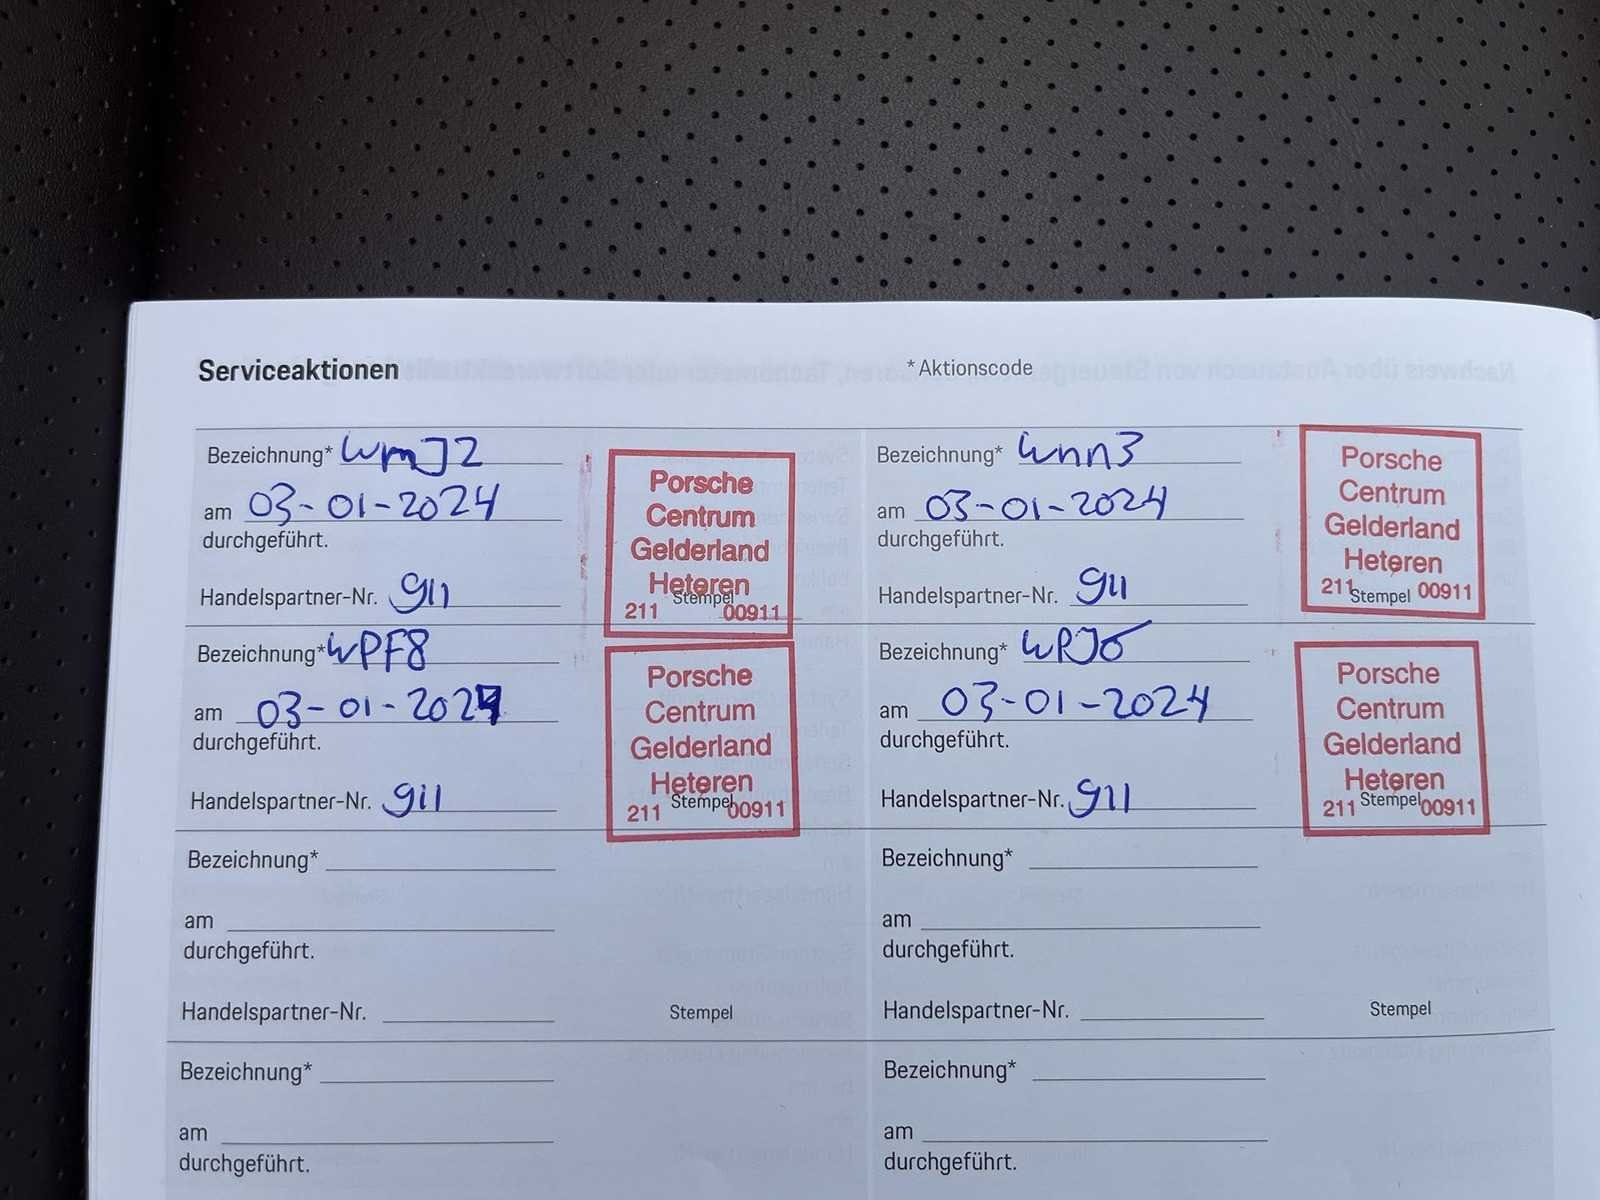 Serviceaktionen
*Aktionscode
Bezeichnung* WPMJ2
am 03-01-2024
durchgeführt.
Handelspartner-Nr. 911
Porsche
Centrum
Gelderland
Heteren
Stempel
211 00911
Bezeichnung* Wnn3
am 03-01-2024
durchgeführt.
Handelspartner-Nr. 911
Porsche
Centrum
Gelderland
Heteren
211 Stempel 00911
Bezeichnung* WPF8
am 03-01-2024
durchgeführt.
Handelspartner-Nr. 911
Porsche
Centrum
Gelderland
Heteren
Stempel
211 00911
Bezeichnung*
am 03-01-2024
durchgeführt.
Handelspartner-Nr. 911
Porsche
Centrum
Gelderland
Heteren
211 Stempel 00911
Bezeichnung*
am
durchgeführt.
Handelspartner-Nr.
Stempel
Bezeichnung*
am
durchgeführt.
Handelspartner-Nr.
Stempel
Bezeichnung*
am
durchgeführt.
Bezeichnung*
am
durchgeführt.